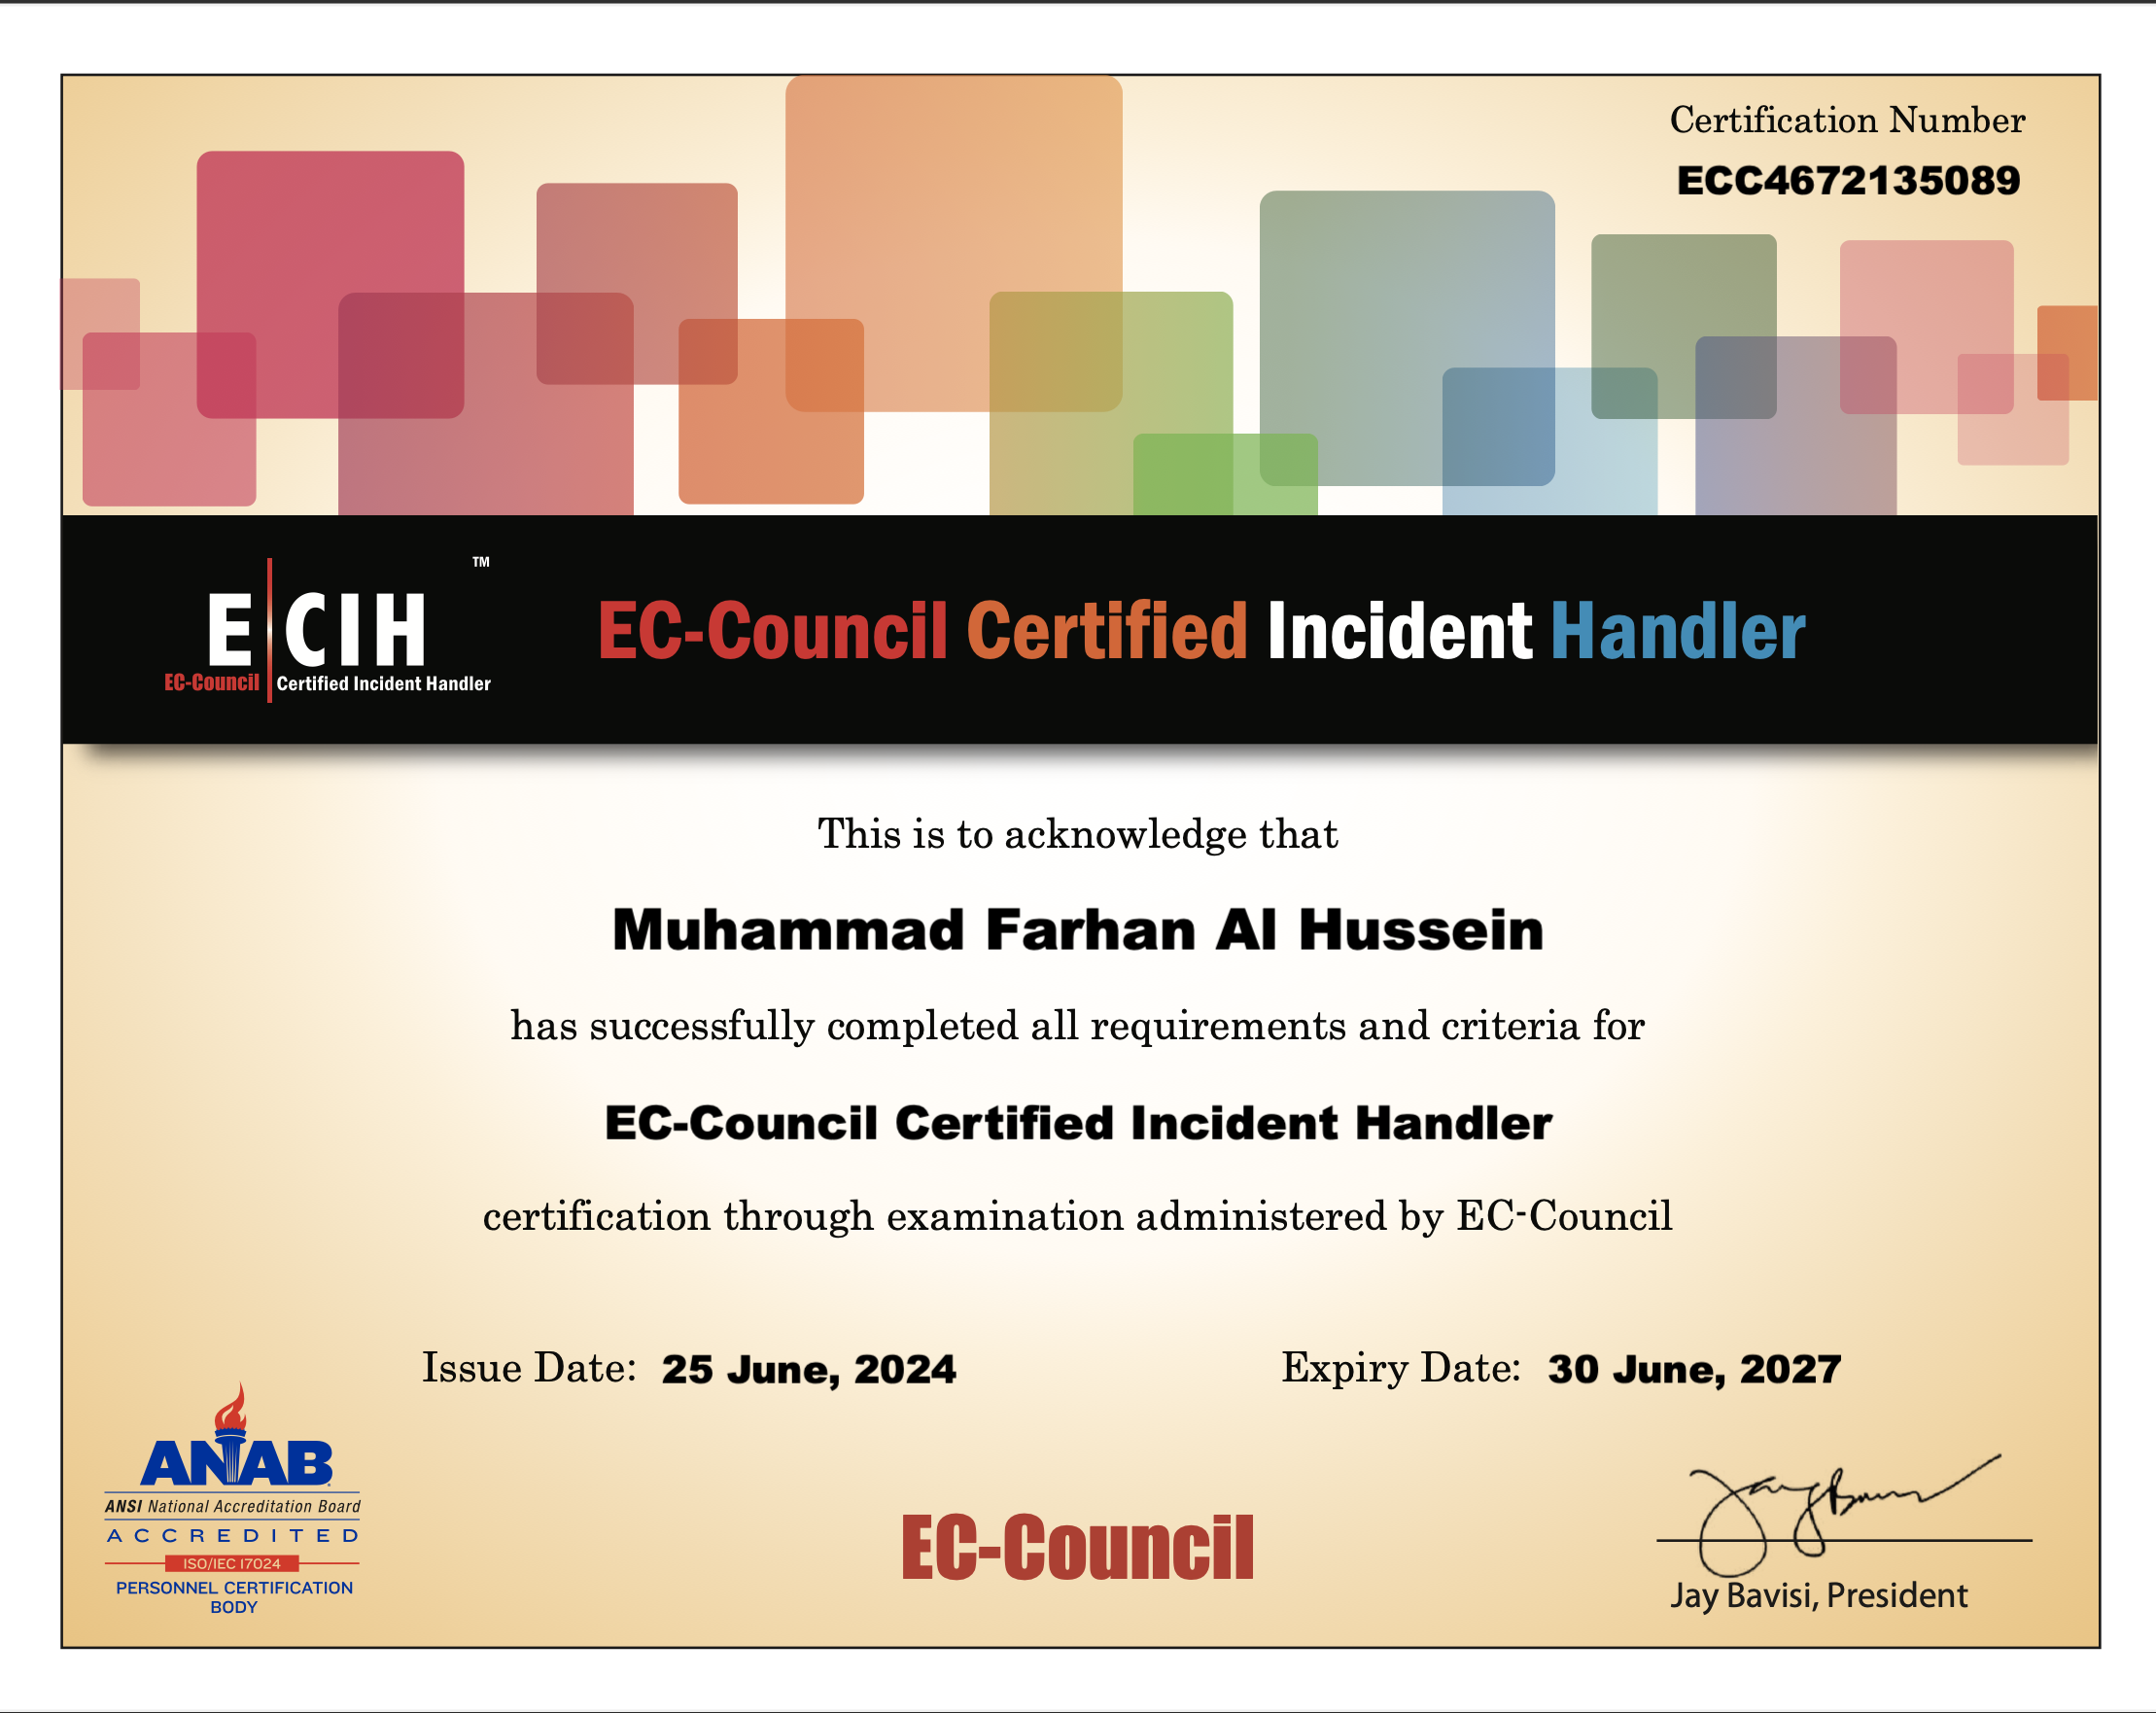 Certification Number
ECC4672135089
E CIH ™
EC-Council Certified Incident Handler
EC-Council Certified Incident Handler
This is to acknowledge that
Muhammad Farhan Al Hussein
has successfully completed all requirements and criteria for
EC-Council Certified Incident Handler
certification through examination administered by EC-Council
Issue Date: 25 June, 2024
Expiry Date: 30 June, 2027
ANAB
ANSI National Accreditation Board
ACCREDITED
ISO/IEC 17024
PERSONNEL CERTIFICATION
BODY
EC-Council
Jay Bavisi, President